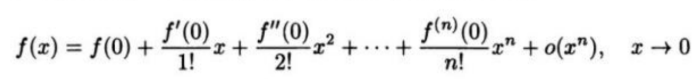 f(x) = f(0) + \frac{f'(0)}{1!}x + \frac{f''(0)}{2!}x^2 + \cdots + \frac{f^{(n)}(0)}{n!}x^n + o(x^n), \quad x \to 0